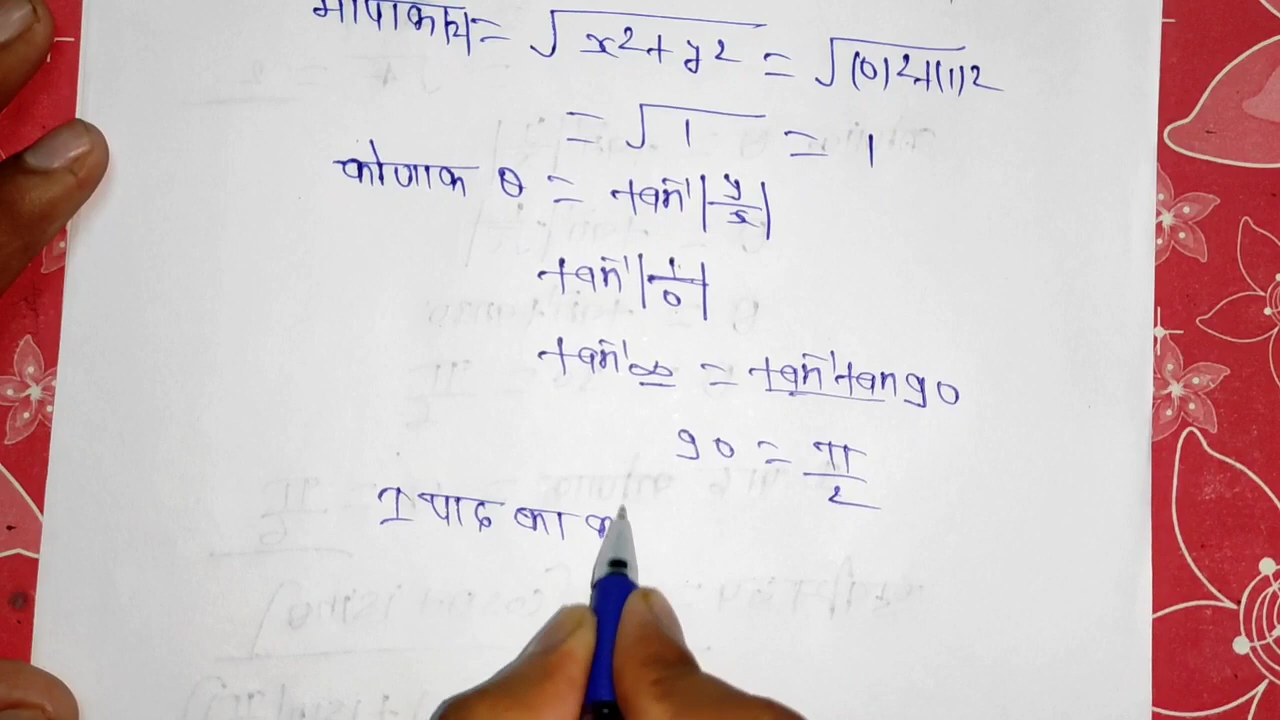 मापांक |z| = √x²+y² = √(0)²+(1)²
= √1 = 1
कोणांक θ = tan⁻¹|y/x|
tan⁻¹|1/0|
tan⁻¹∞ = tan⁻¹tan90
90 = π/2
I पाद का क